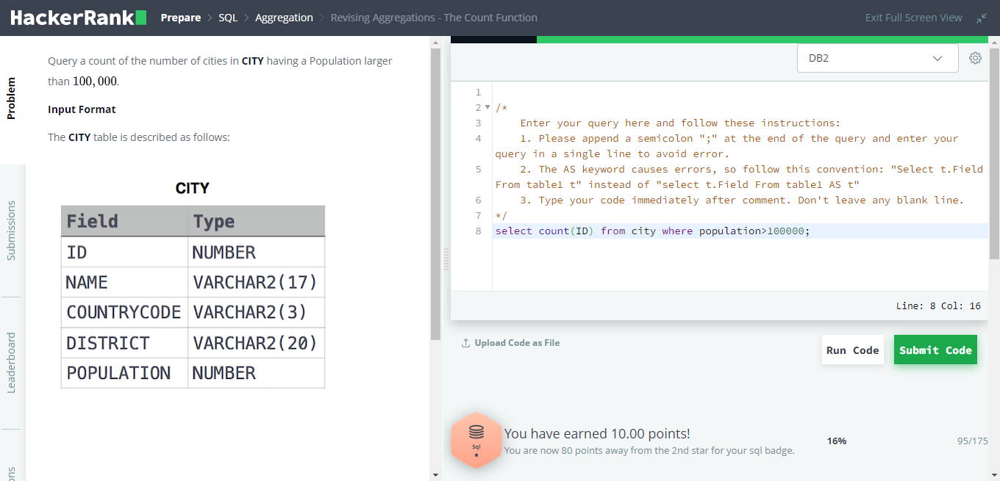 HackerRank Prepare > SQL > Aggregation > Revising Aggregations - The Count Function Exit Full Screen View
Problem
Submissions
Leaderboard
Query a count of the number of cities in CITY having a Population larger
than 100,000.
Input Format
The CITY table is described as follows:
CITY
Field Type
ID NUMBER
NAME VARCHAR2(17)
COUNTRYCODE VARCHAR2(3)
DISTRICT VARCHAR2(20)
POPULATION NUMBER
DB2
1
2 /*
3 Enter your query here and follow these instructions:
4 1. Please append a semicolon ";" at the end of the query and enter your
query in a single line to avoid error.
5 2. The AS keyword causes errors, so follow this convention: "Select t.Field
From table1 t" instead of "select t.Field From table1 AS t"
6 3. Type your code immediately after comment. Don't leave any blank line.
7 */
8 select count(ID) from city where population>100000;
Line: 8 Col: 16
Upload Code as File
Run Code
Submit Code
Sql
You have earned 10.00 points!
You are now 80 points away from the 2nd star for your sql badge.
16%
95/175